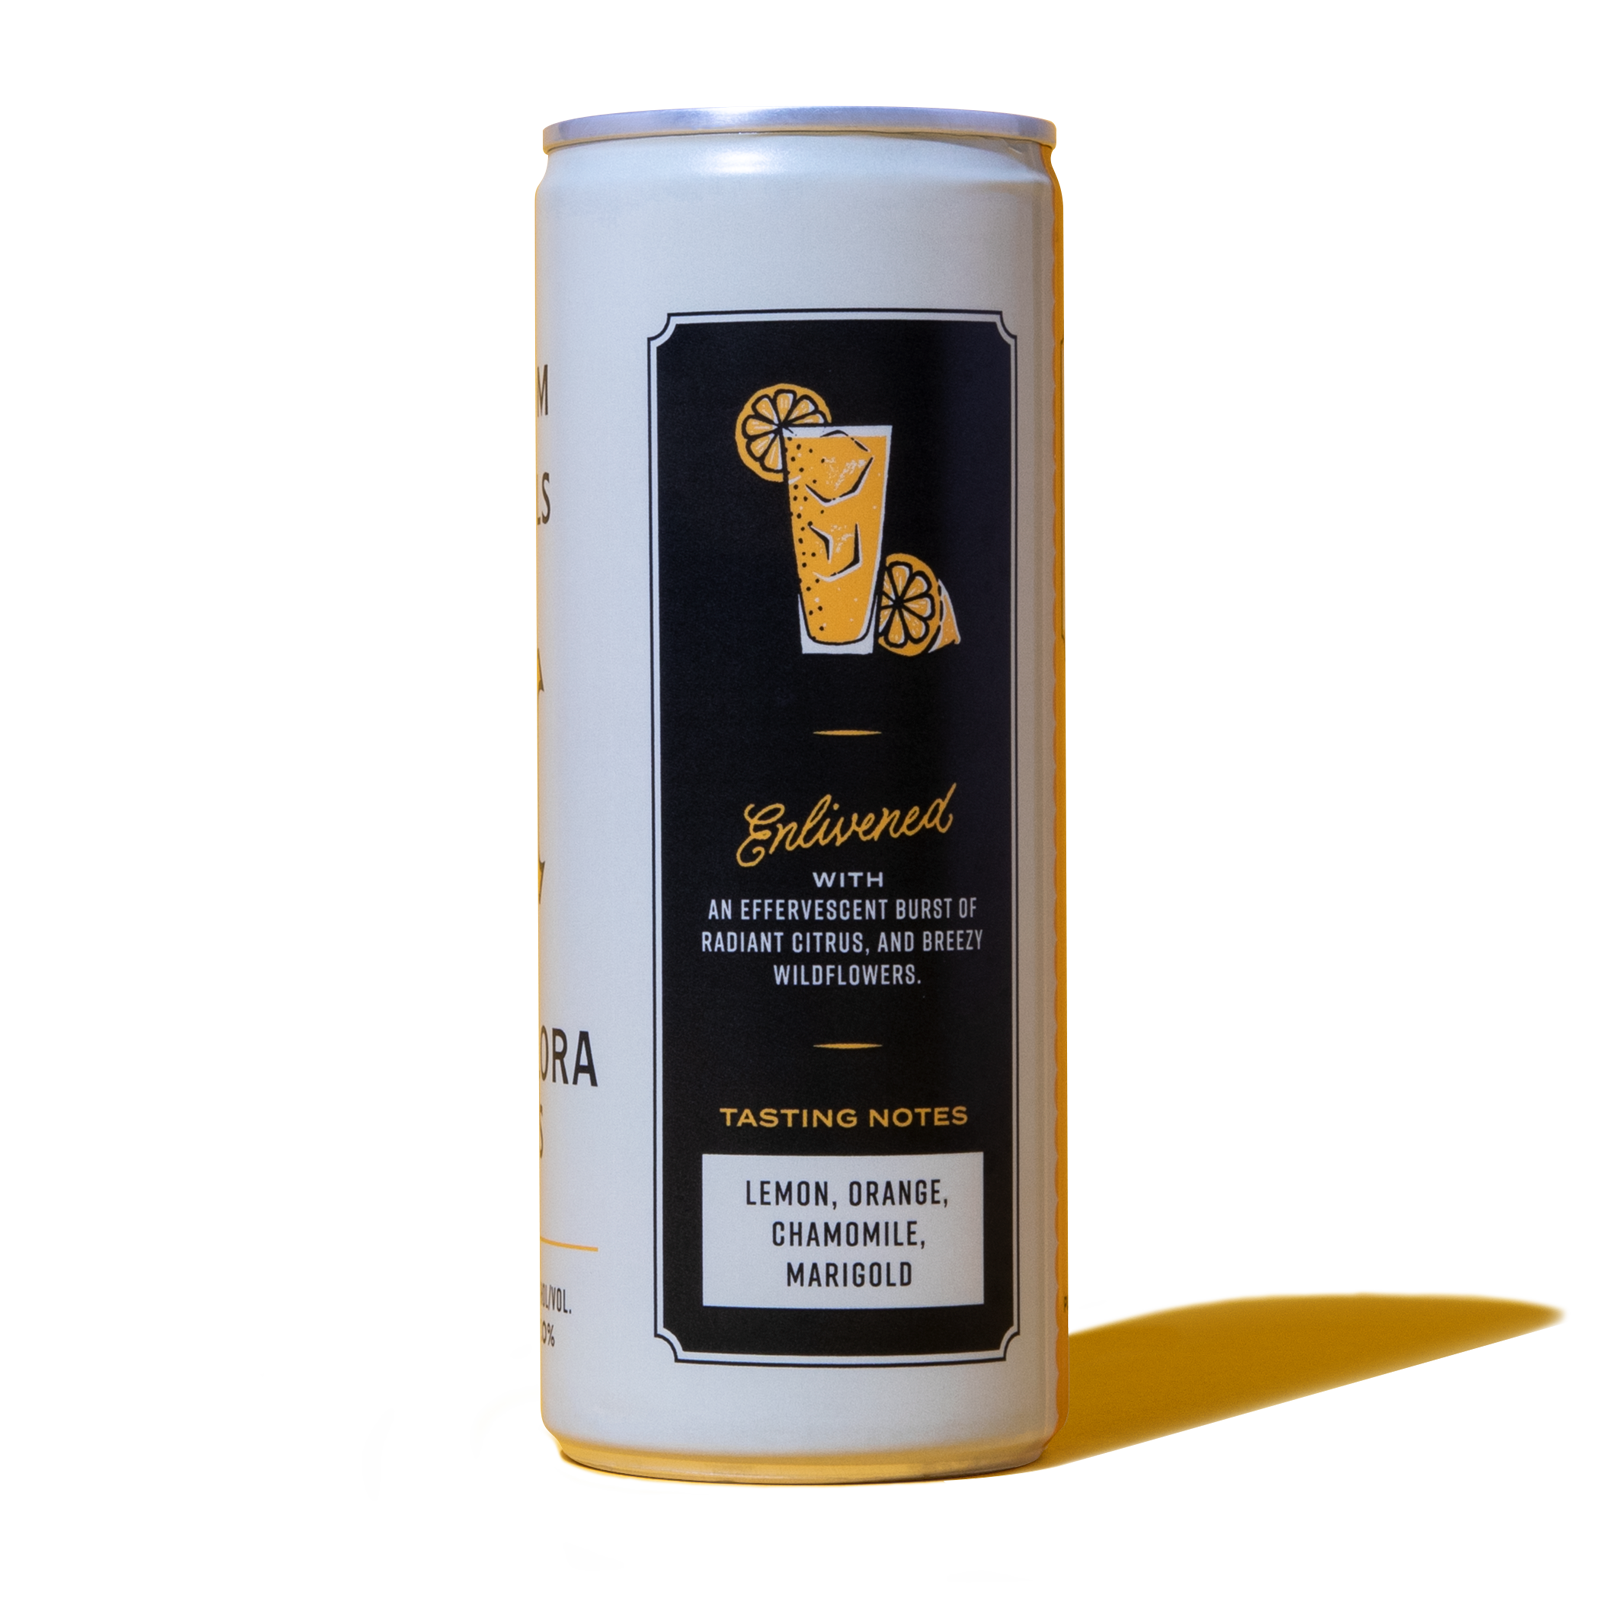 Enlivened
WITH
AN EFFERVESCENT BURST OF
RADIANT CITRUS, AND BREEZY
WILDFLOWERS.
TASTING NOTES
LEMON, ORANGE,
CHAMOMILE,
MARIGOLD